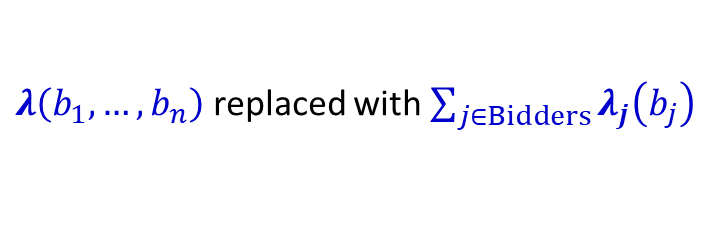 λ(b₁, …, bₙ) replaced with ∑_{j∈Bidders} λⱼ(bⱼ)